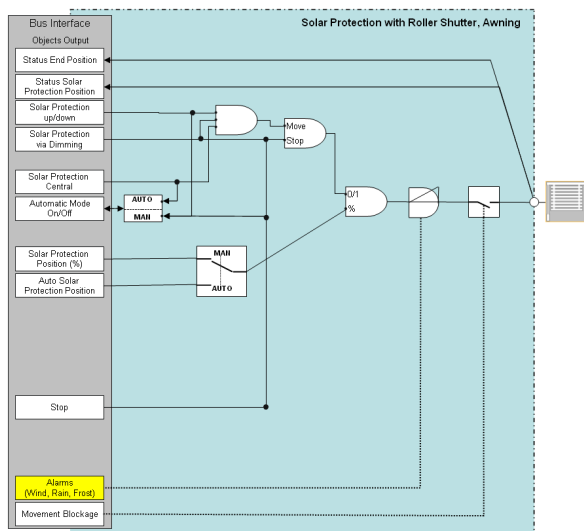 Bus Interface
Objects Output
Solar Protection with Roller Shutter, Awning
Status End Position
Status Solar
Protection Position
Solar Protection
up/down
Solar Protection
via Dimming
Move
Stop
Solar Protection
Central
Automatic Mode
On/Off
AUTO
MAN
0/1
%
Solar Protection
Position (%)
Auto Solar
Protection Position
MAN
AUTO
Stop
Alarms
(Wind, Rain, Frost)
Movement Blockage